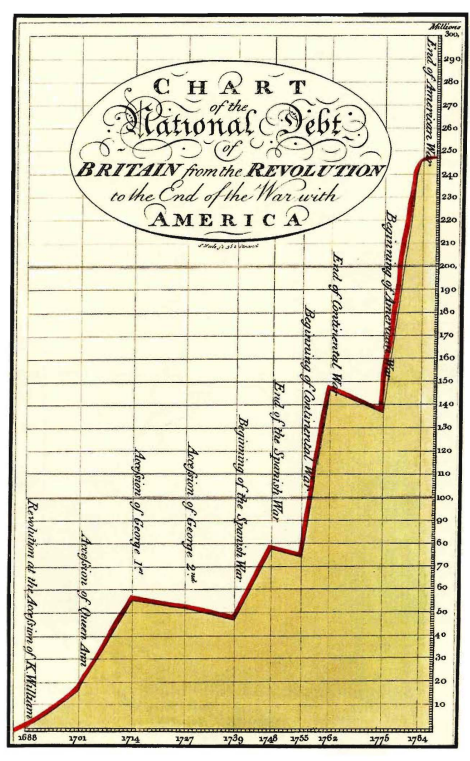 Millions
CHART
of the
National Debt
of
BRITAIN from the REVOLUTION
to the End of the War with
AMERICA
300,
290
280
270
260
250
240
230
220
210
200,
190
180
170
160
150
140
130
120
110
100,
90
80
70
60
50
40
30
20
10
Revolution at the Acceſsion of K. William
Acceſsion of Queen Ann
Acceſsion of George 1st
Acceſsion of George 2nd
Beginning of the Spanish War
End of the Spanish War
Beginning of Continental War
End of Continental War
Beginning of American War
End of American War
1688
1701
1714
1727
1739
1748
1755
1762
1775
1784